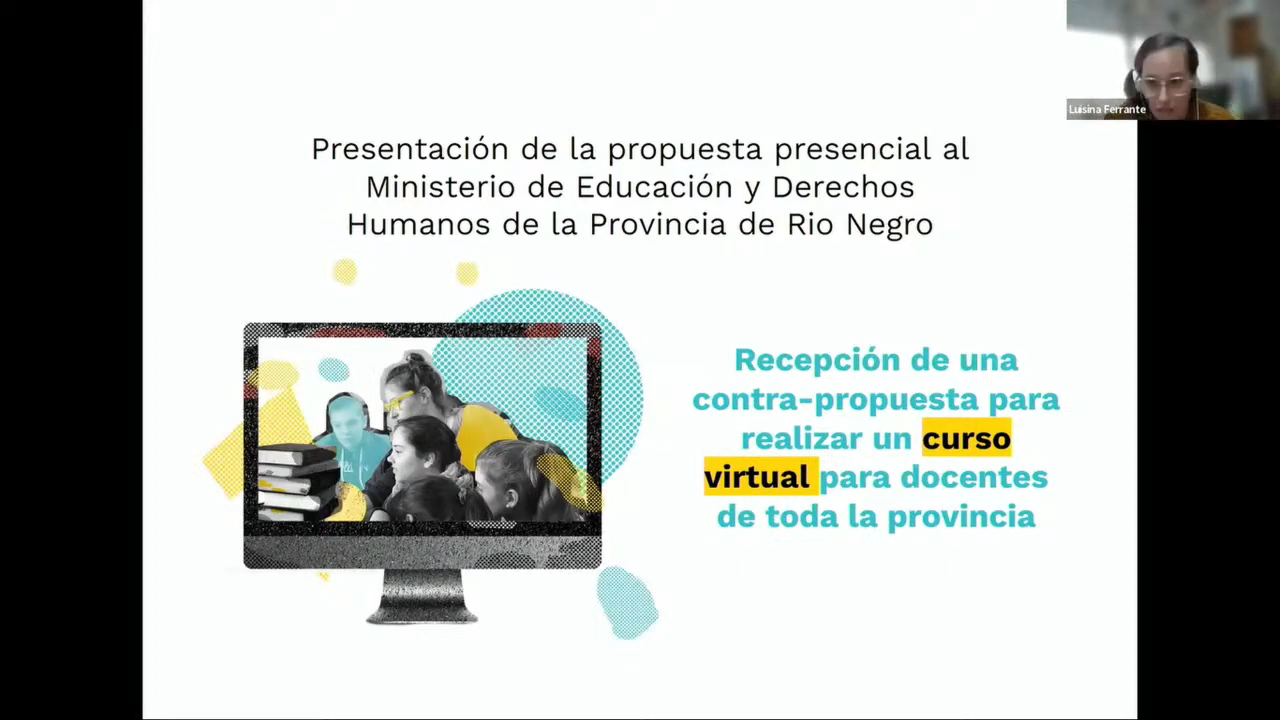 Presentación de la propuesta presencial al
Ministerio de Educación y Derechos
Humanos de la Provincia de Rio Negro
Recepción de una
contra-propuesta para
realizar un curso
virtual para docentes
de toda la provincia
Luisina Ferrante